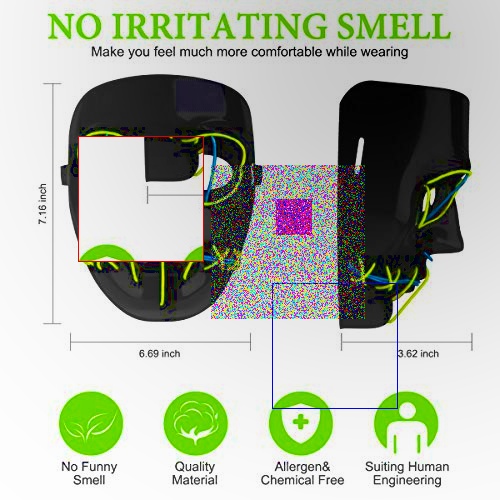 NO IRRITATING SMELL
Make you feel much more comfortable while wearing
7.16 inch
6.69 inch
3.62 inch
No Funny
Smell
Quality
Material
Allergen&
Chemical Free
Suiting Human
Engineering